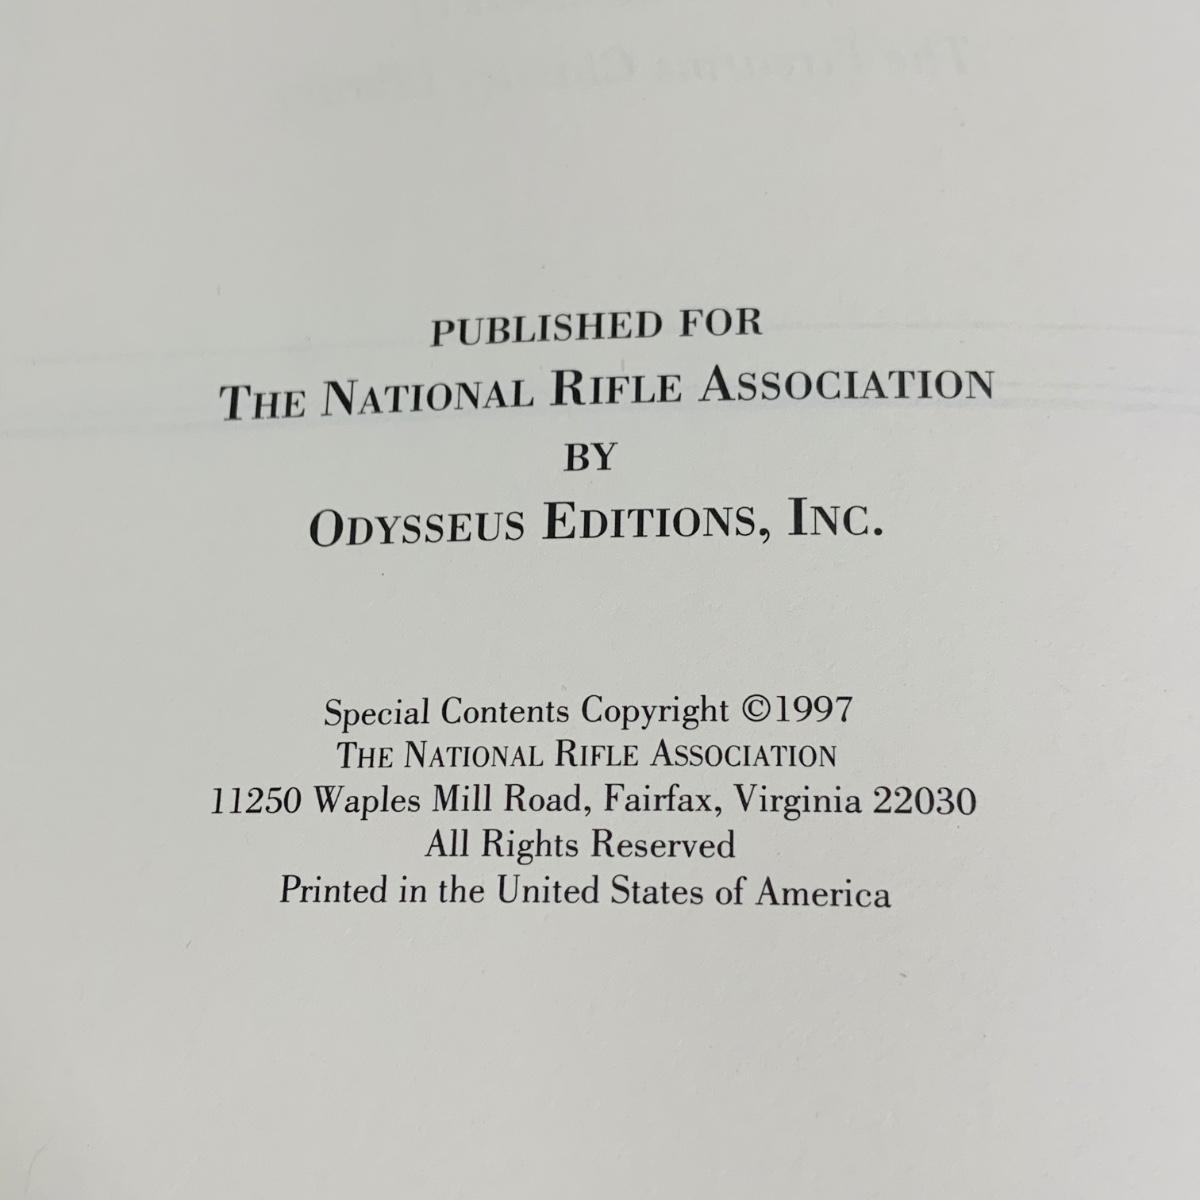 PUBLISHED FOR
THE NATIONAL RIFLE ASSOCIATION
BY
ODYSSEUS EDITIONS, INC.
Special Contents Copyright ©1997
THE NATIONAL RIFLE ASSOCIATION
11250 Waples Mill Road, Fairfax, Virginia 22030
All Rights Reserved
Printed in the United States of America